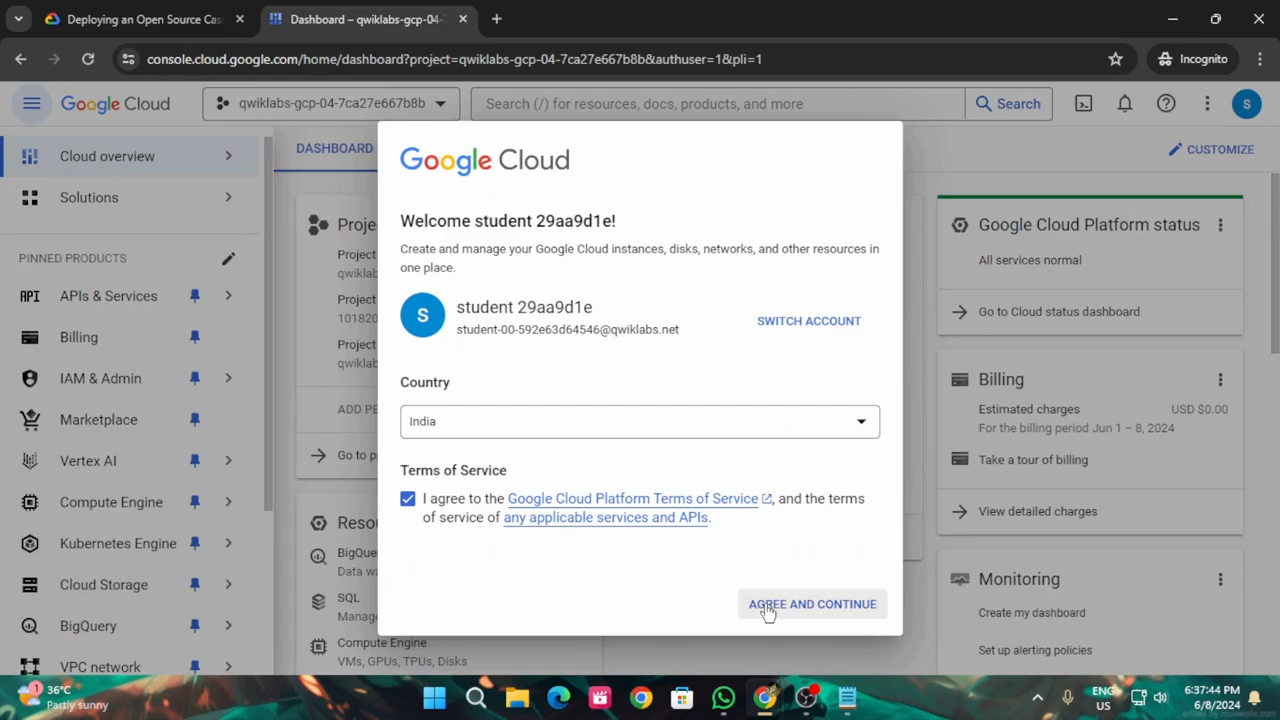 Deploying an Open Source Cas
Dashboard – qwiklabs-gcp-04-
console.cloud.google.com/home/dashboard?project=qwiklabs-gcp-04-7ca27e667b8b&authuser=1&pli=1
Incognito
Google Cloud
qwiklabs-gcp-04-7ca27e667b8b
Search (/) for resources, docs, products, and more
Search
S
Cloud overview
Solutions
PINNED PRODUCTS
API APIs & Services
Billing
IAM & Admin
Marketplace
Vertex AI
Compute Engine
Kubernetes Engine
Cloud Storage
BigQuery
VPC network
DASHBOARD
CUSTOMIZE
Proje
Project
qwiklabs
Project
101820
Project
qwiklabs
ADD PE
Go to p
Resou
BigQue
Data wa
SQL
Manage
Compute Engine
VMs, GPUs, TPUs, Disks
Google Cloud
Welcome student 29aa9d1e!
Create and manage your Google Cloud instances, disks, networks, and other resources in
one place.
S
student 29aa9d1e
student-00-592e63d64546@qwiklabs.net
SWITCH ACCOUNT
Country
India
Terms of Service
I agree to the Google Cloud Platform Terms of Service, and the terms
of service of any applicable services and APIs.
AGREE AND CONTINUE
Google Cloud Platform status
All services normal
Go to Cloud status dashboard
Billing
Estimated charges USD $0.00
For the billing period Jun 1 – 8, 2024
Take a tour of billing
View detailed charges
Monitoring
Create my dashboard
Set up alerting policies
1
36°C
Partly sunny
ENG
US
6:37:44 PM
6/8/2024